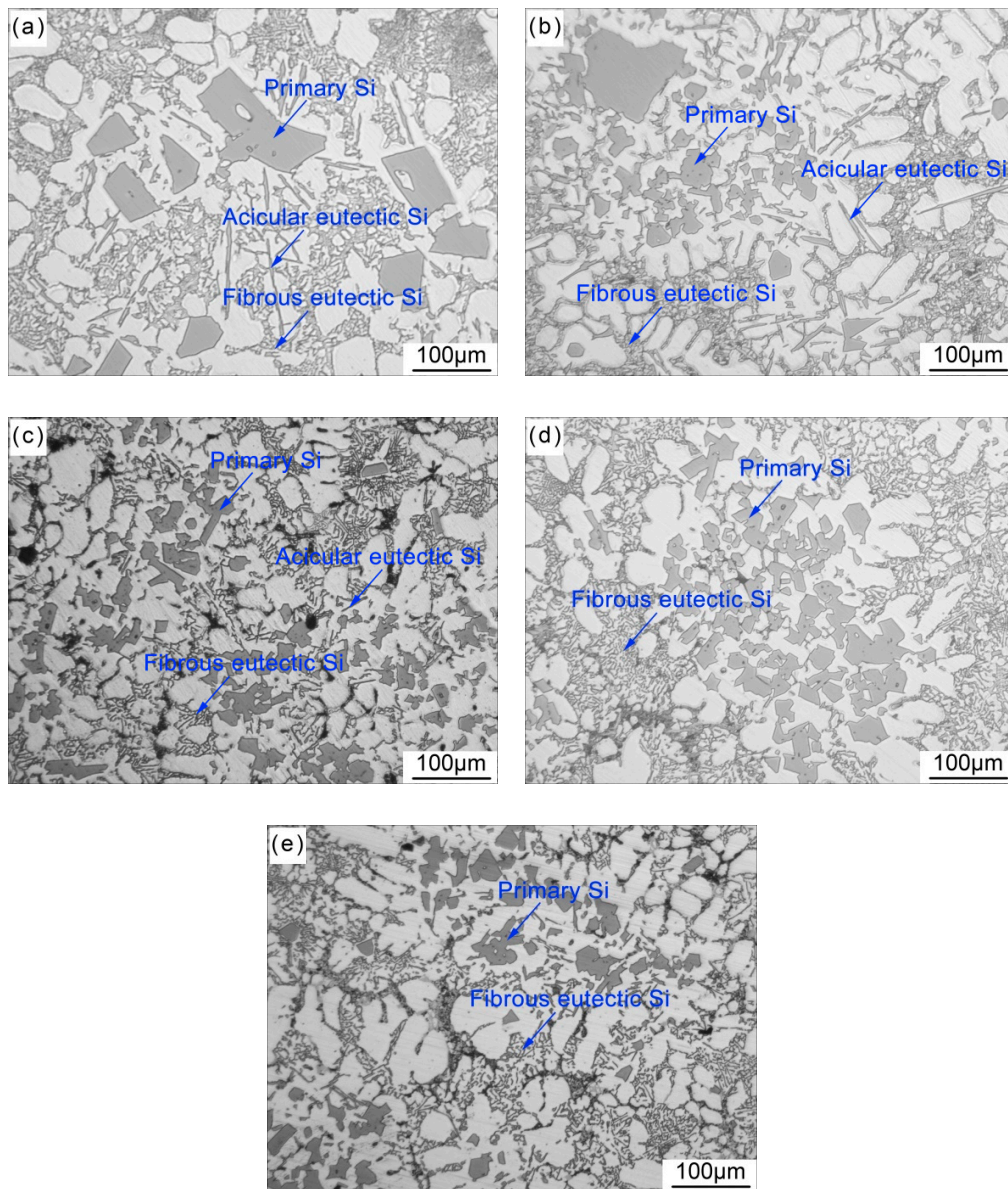 (a)
Primary Si
Acicular eutectic Si
Fibrous eutectic Si
100μm
(b)
Primary Si
Acicular eutectic Si
Fibrous eutectic Si
100μm
(c)
Primary Si
Acicular eutectic Si
Fibrous eutectic Si
100μm
(d)
Primary Si
Fibrous eutectic Si
100μm
(e)
Primary Si
Fibrous eutectic Si
100μm